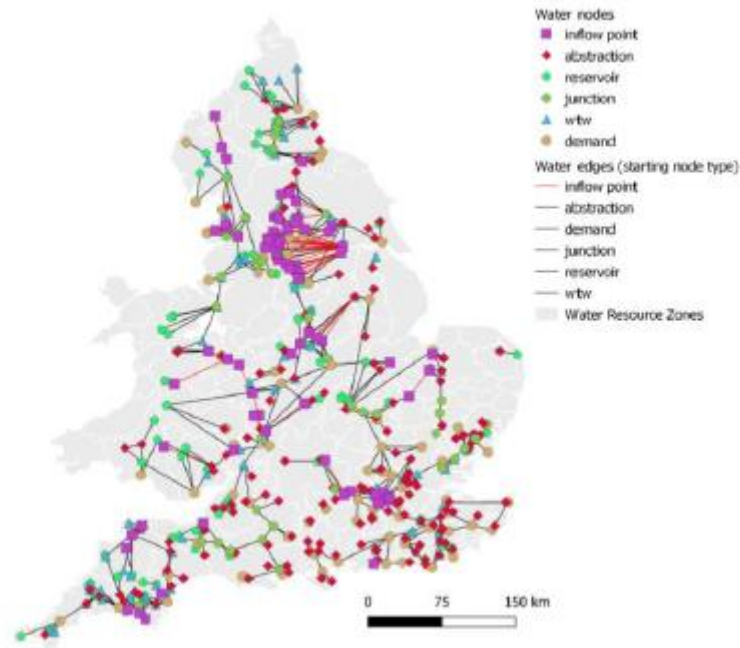 Water nodes
inflow point
abstraction
reservoir
junction
wtw
demand
Water edges (starting node type)
inflow point
abstraction
demand
junction
reservoir
wtw
Water Resource Zones
0 75 150 km